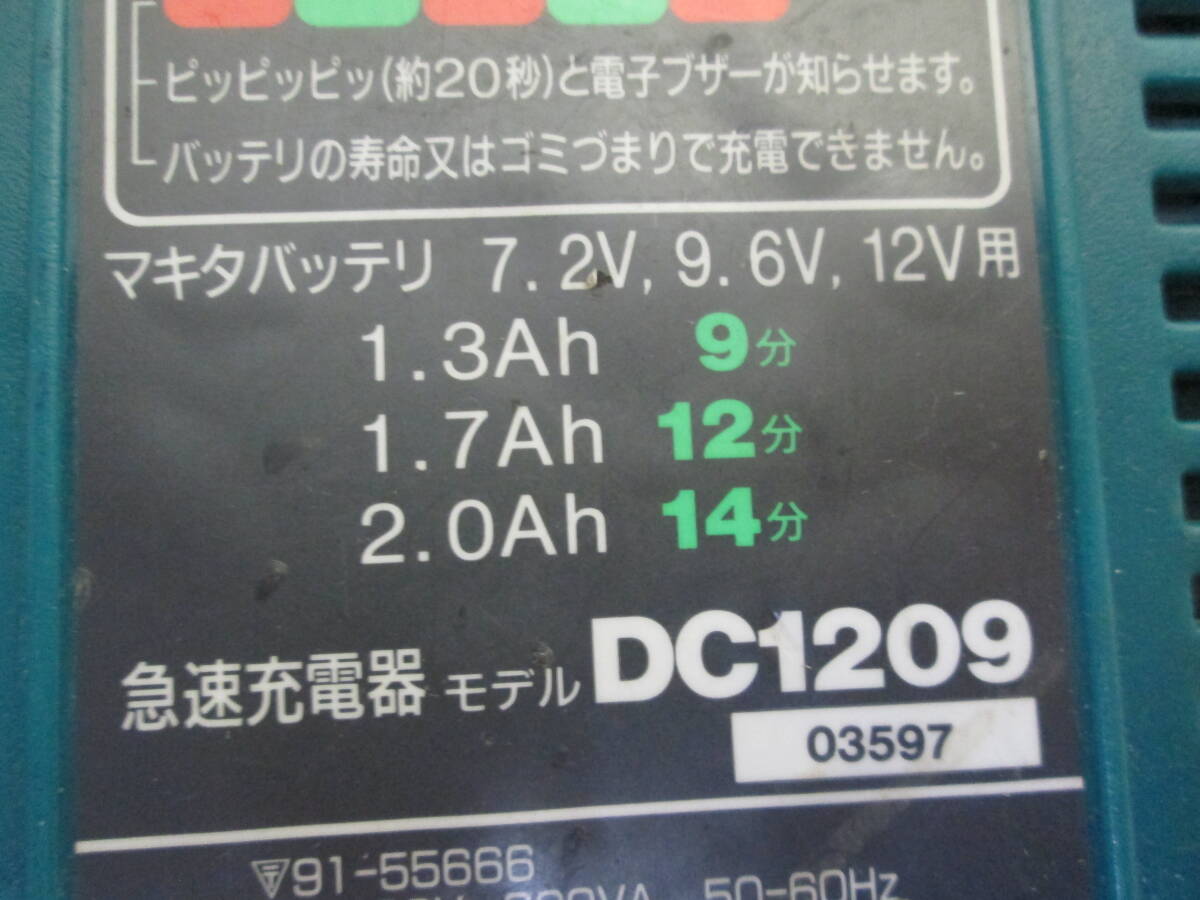 ピッピッピッ(約20秒)と電子ブザーが知らせます。
バッテリの寿命又はゴミづまりで充電できません。
マキタバッテリ 7.2V, 9.6V, 12V用
1.3Ah 9分
1.7Ah 12分
2.0Ah 14分
急速充電器 モデル DC1209
03597
91-55666
50-60Hz